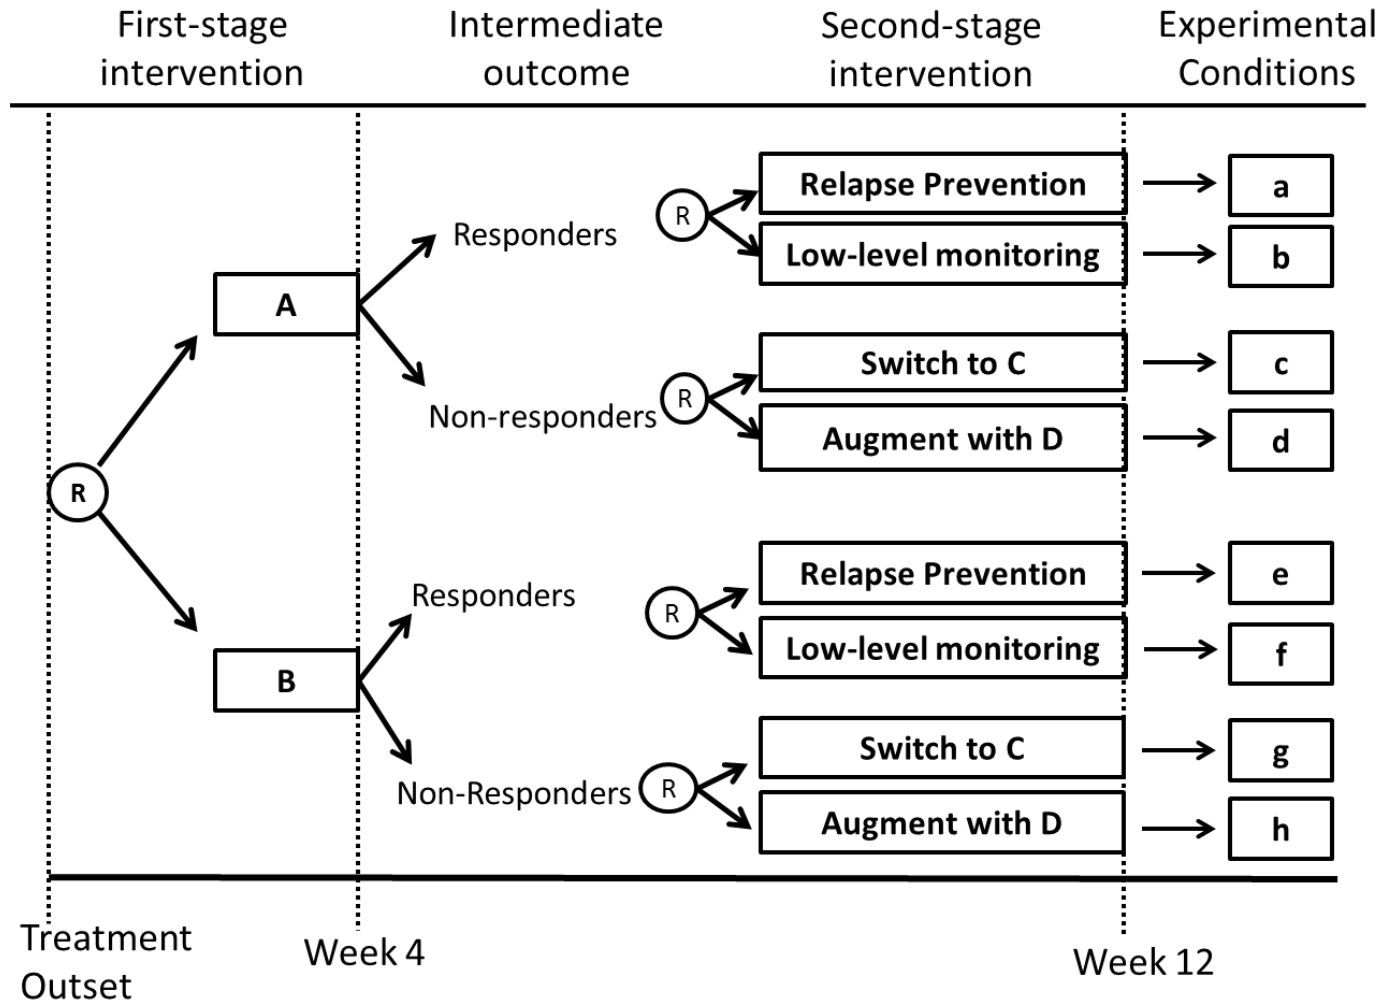 First-stage
intervention
Intermediate
outcome
Second-stage
intervention
Experimental
Conditions
R
A
Responders
R
Relapse Prevention
a
Low-level monitoring
b
Non-responders
R
Switch to C
c
Augment with D
d
B
Responders
R
Relapse Prevention
e
Low-level monitoring
f
Non-Responders
R
Switch to C
g
Augment with D
h
Treatment
Outset
Week 4
Week 12